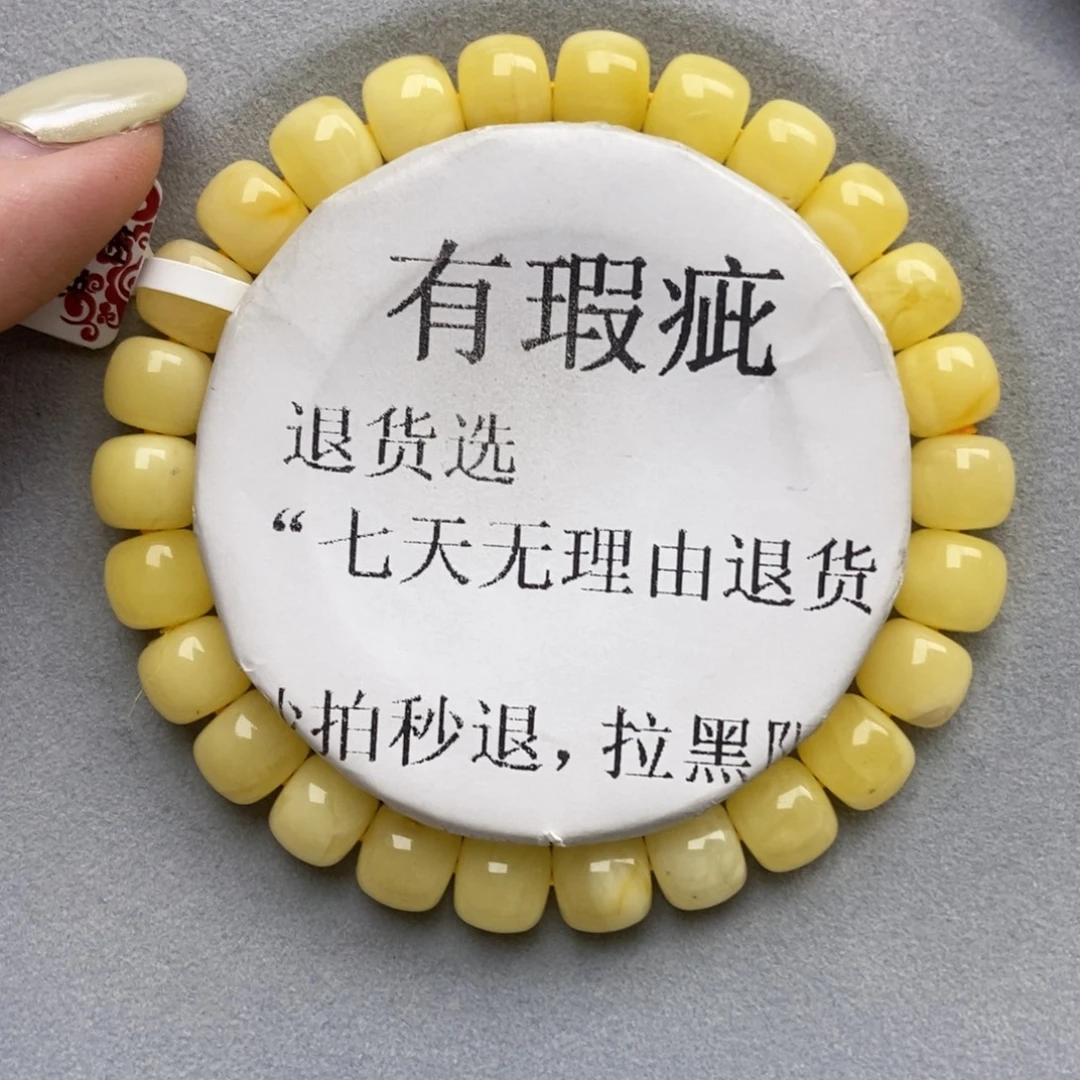 有瑕疵
退货选
“七天无理由退货
拍秒退，拉黑